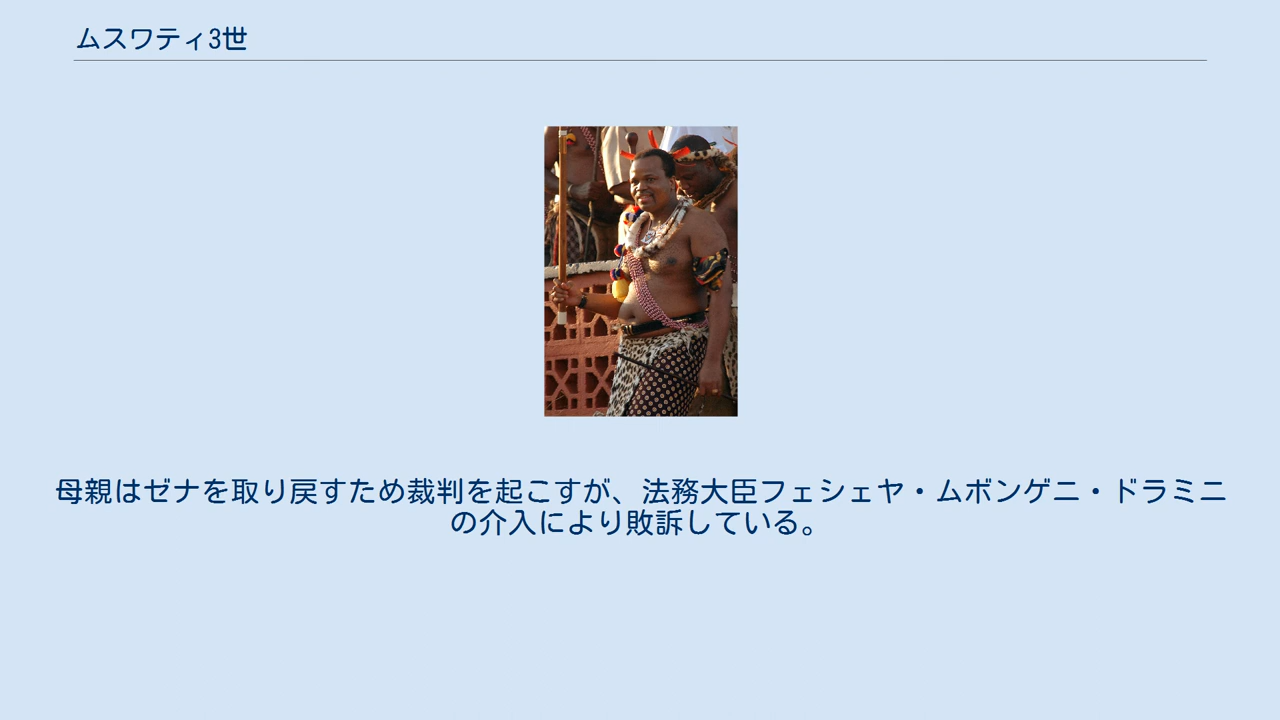 ムスワティ3世
母親はゼナを取り戻すため裁判を起こすが、法務大臣フェシェヤ・ムボンゲニ・ドラミニ
の介入により敗訴している。